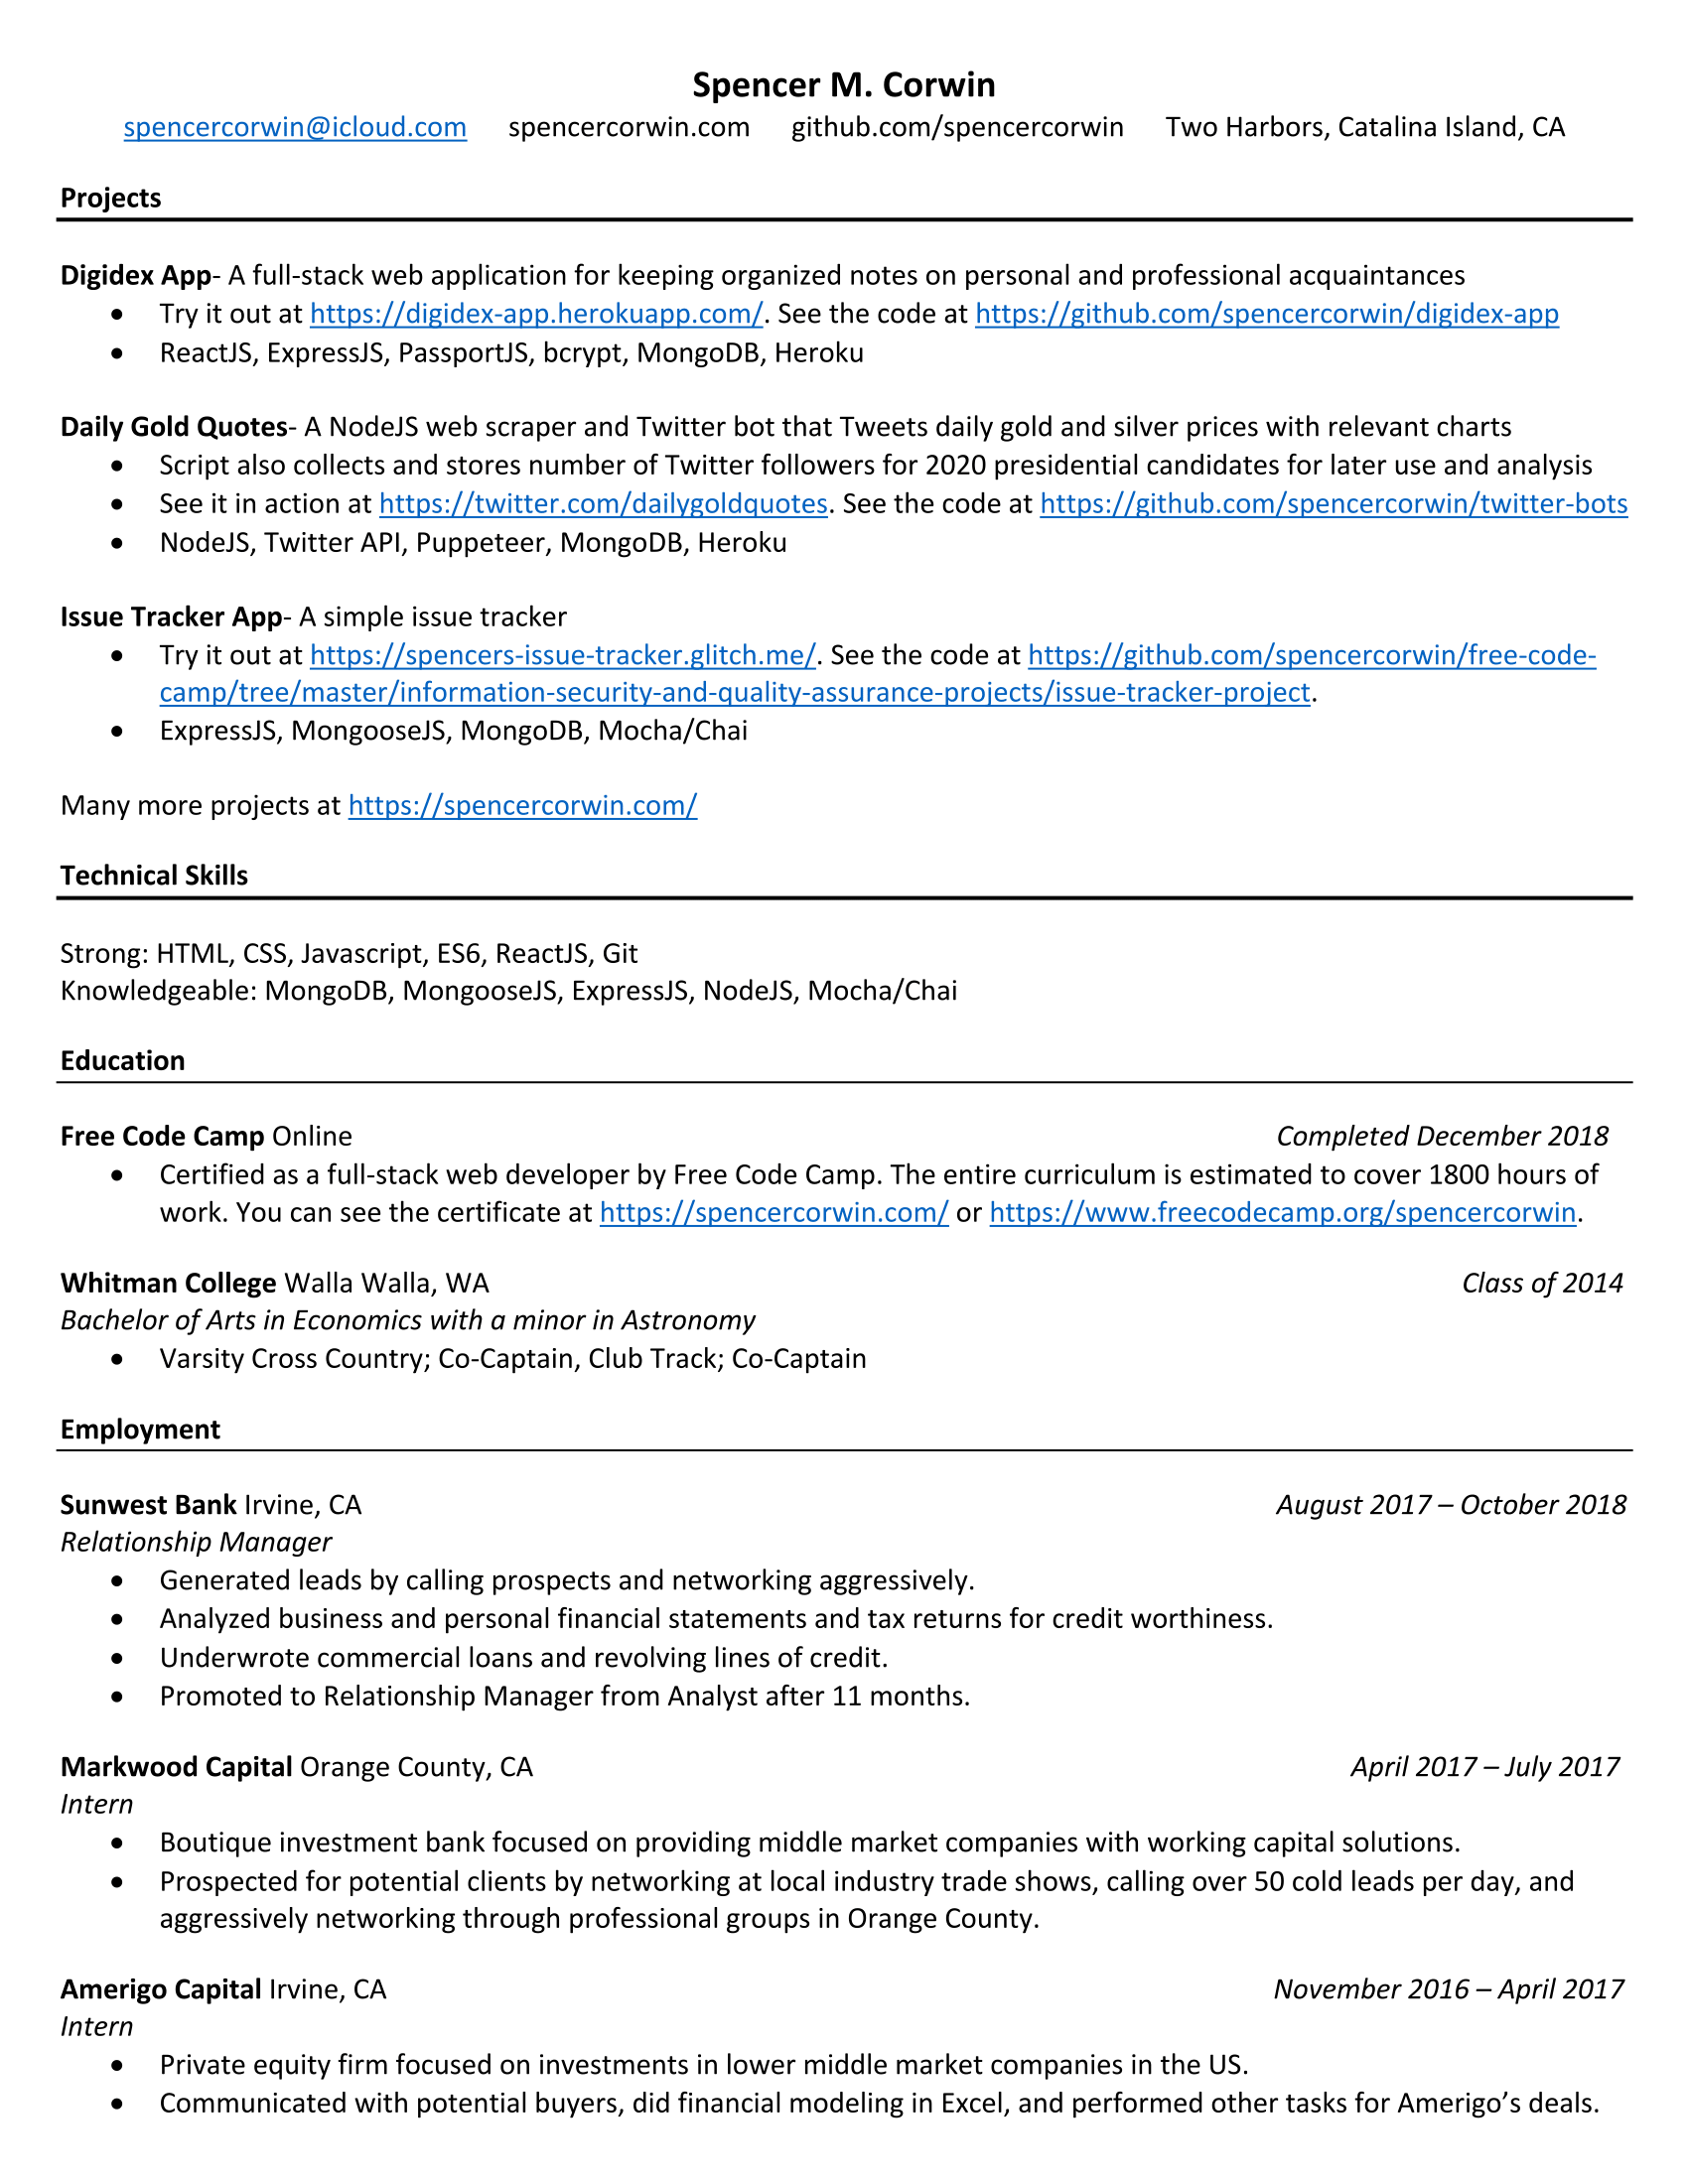 Spencer M. Corwin
spencercorwin@icloud.com spencercorwin.com github.com/spencercorwin Two Harbors, Catalina Island, CA
Projects
Digidex App- A full-stack web application for keeping organized notes on personal and professional acquaintances
• Try it out at https://digidex-app.herokuapp.com/. See the code at https://github.com/spencercorwin/digidex-app
• ReactJS, ExpressJS, PassportJS, bcrypt, MongoDB, Heroku
Daily Gold Quotes- A NodeJS web scraper and Twitter bot that Tweets daily gold and silver prices with relevant charts
• Script also collects and stores number of Twitter followers for 2020 presidential candidates for later use and analysis
• See it in action at https://twitter.com/dailygoldquotes. See the code at https://github.com/spencercorwin/twitter-bots
• NodeJS, Twitter API, Puppeteer, MongoDB, Heroku
Issue Tracker App- A simple issue tracker
• Try it out at https://spencers-issue-tracker.glitch.me/. See the code at https://github.com/spencercorwin/free-code-
camp/tree/master/information-security-and-quality-assurance-projects/issue-tracker-project.
• ExpressJS, MongooseJS, MongoDB, Mocha/Chai
Many more projects at https://spencercorwin.com/
Technical Skills
Strong: HTML, CSS, Javascript, ES6, ReactJS, Git
Knowledgeable: MongoDB, MongooseJS, ExpressJS, NodeJS, Mocha/Chai
Education
Free Code Camp Online Completed December 2018
• Certified as a full-stack web developer by Free Code Camp. The entire curriculum is estimated to cover 1800 hours of
work. You can see the certificate at https://spencercorwin.com/ or https://www.freecodecamp.org/spencercorwin.
Whitman College Walla Walla, WA Class of 2014
Bachelor of Arts in Economics with a minor in Astronomy
• Varsity Cross Country; Co-Captain, Club Track; Co-Captain
Employment
Sunwest Bank Irvine, CA August 2017 – October 2018
Relationship Manager
• Generated leads by calling prospects and networking aggressively.
• Analyzed business and personal financial statements and tax returns for credit worthiness.
• Underwrote commercial loans and revolving lines of credit.
• Promoted to Relationship Manager from Analyst after 11 months.
Markwood Capital Orange County, CA April 2017 – July 2017
Intern
• Boutique investment bank focused on providing middle market companies with working capital solutions.
• Prospected for potential clients by networking at local industry trade shows, calling over 50 cold leads per day, and
aggressively networking through professional groups in Orange County.
Amerigo Capital Irvine, CA November 2016 – April 2017
Intern
• Private equity firm focused on investments in lower middle market companies in the US.
• Communicated with potential buyers, did financial modeling in Excel, and performed other tasks for Amerigo’s deals.